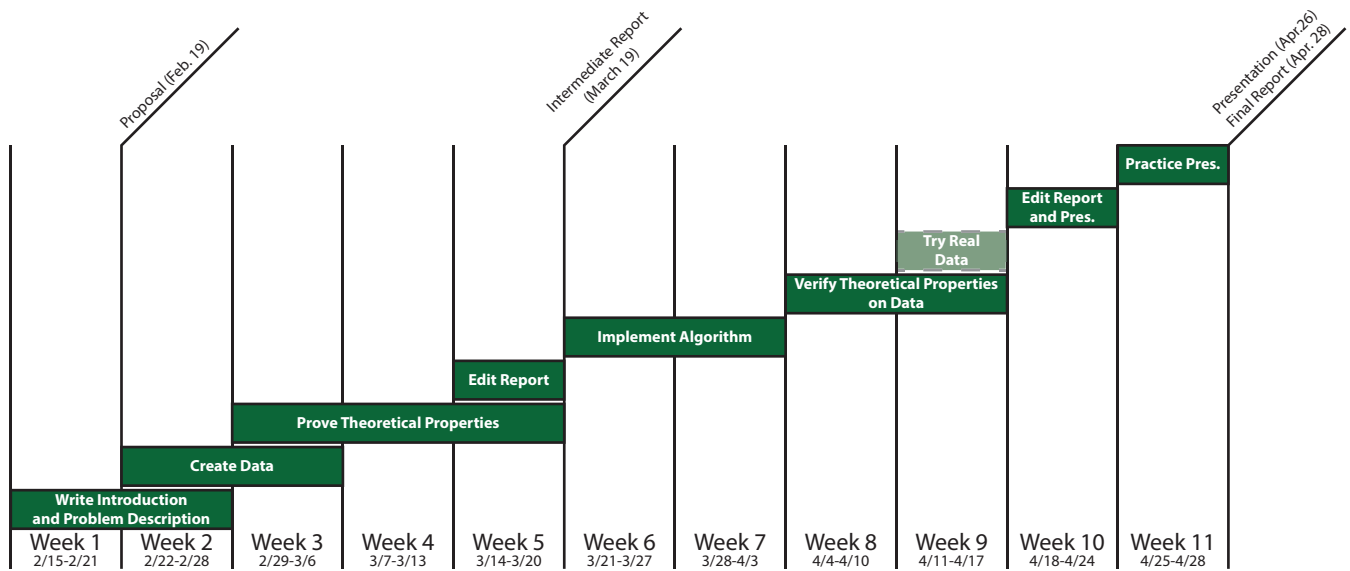 Proposal (Feb. 19)
Intermediate Report
(March 19)
Presentation (Apr.26)
Final Report (Apr. 28)
Practice Pres.
Edit Report
and Pres.
Try Real
Data
Verify Theoretical Properties
on Data
Implement Algorithm
Edit Report
Prove Theoretical Properties
Create Data
Write Introduction
and Problem Description
Week 1
2/15-2/21
Week 2
2/22-2/28
Week 3
2/29-3/6
Week 4
3/7-3/13
Week 5
3/14-3/20
Week 6
3/21-3/27
Week 7
3/28-4/3
Week 8
4/4-4/10
Week 9
4/11-4/17
Week 10
4/18-4/24
Week 11
4/25-4/28